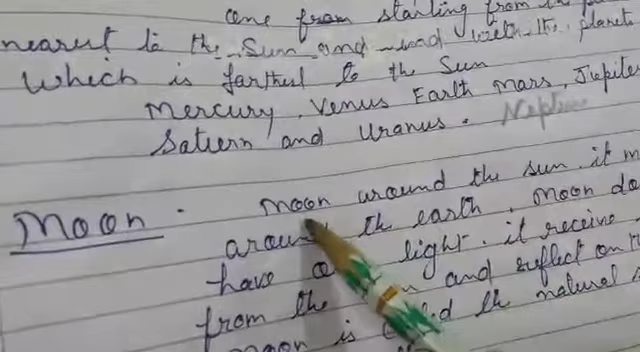 one from starting from the
nearest to the Sun and end with the planet
Which is farthest to the Sun
Mercury, Venus Earth Mars, Jupiter
Saturn and Uranus. Neptune
Moon. Moon around the sun. it m
around the earth. Moon do
have light. it receive
from the and reflect on
moon is the natural